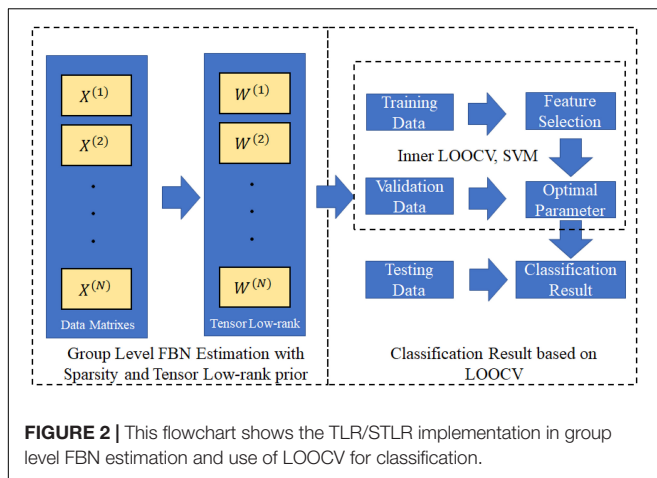 X^(1)
X^(2)
X^(N)
Data Matrixes
W^(1)
W^(2)
W^(N)
Tensor Low-rank
Group Level FBN Estimation with
Sparsity and Tensor Low-rank prior
Training
Data
Feature
Selection
Inner LOOCV, SVM
Validation
Data
Optimal
Parameter
Testing
Data
Classification
Result
Classification Result based on
LOOCV
FIGURE 2 | This flowchart shows the TLR/STLR implementation in group
level FBN estimation and use of LOOCV for classification.